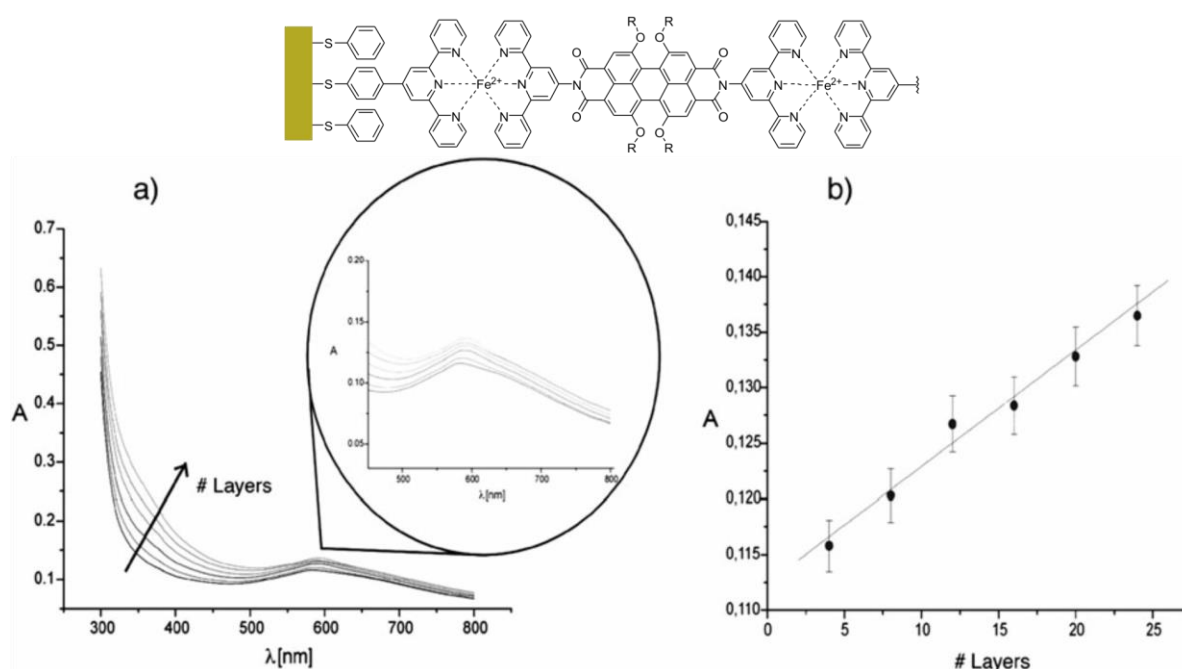 R R
O O
S
N N O O N N
S N Fe2+ N N N N Fe2+ N
N N O O N N
S
O O
R R
a)
0.7
0.6
0.5
A 0.4
0.3
0.2
0.1
300 400 500 600 700 800
λ[nm]
# Layers
0.20
0.15
A
0.10
0.05
500 600 700 800
λ[nm]
b)
0,145
0,140
0,135
0,130
A
0,125
0,120
0,115
0,110
0 5 10 15 20 25
# Layers